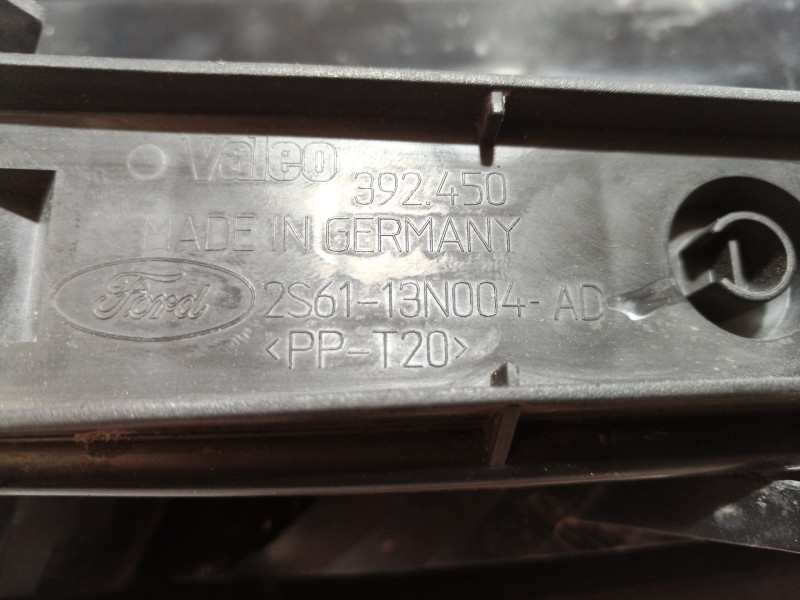 Valeo
392.450
MADE IN GERMANY
Ford 2S61-13N004-AD
<PP-T20>